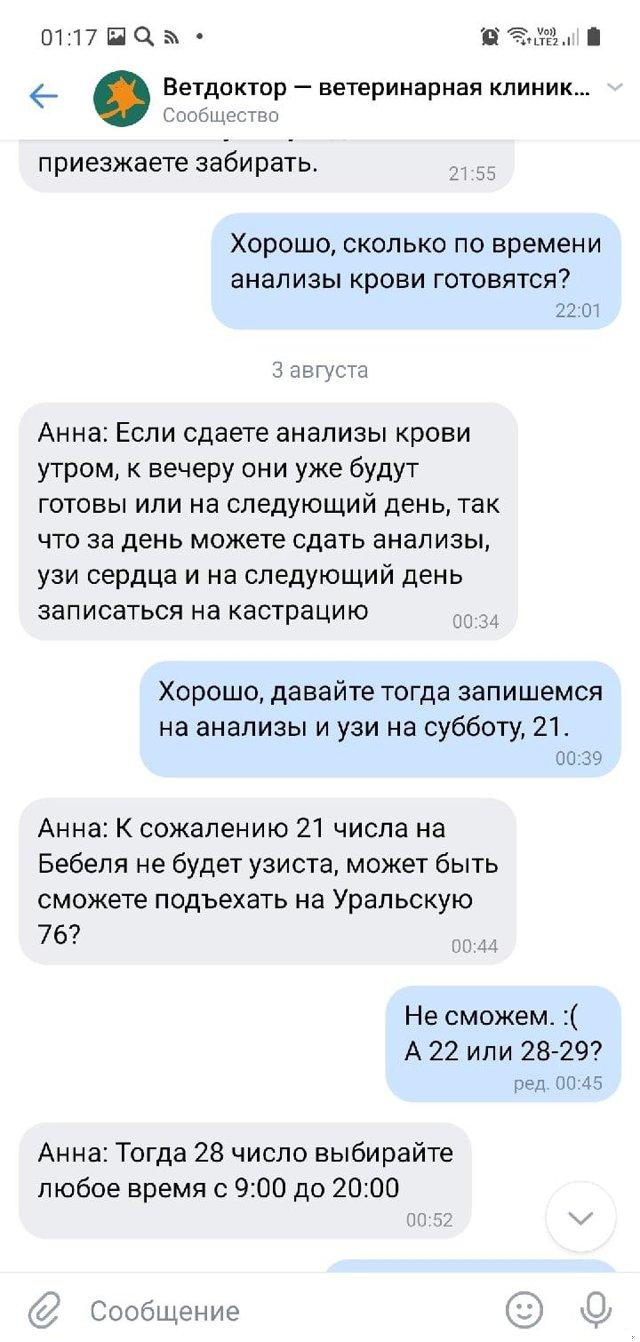 01:17
Vo))
LTE2
Ветдоктор — ветеринарная клиник...
Сообщество
приезжаете забирать.
21:55
Хорошо, сколько по времени
анализы крови готовятся?
22:01
3 августа
Анна: Если сдаете анализы крови
утром, к вечеру они уже будут
готовы или на следующий день, так
что за день можете сдать анализы,
узи сердца и на следующий день
записаться на кастрацию
00:34
Хорошо, давайте тогда запишемся
на анализы и узи на субботу, 21.
00:39
Анна: К сожалению 21 числа на
Бебеля не будет узиста, может быть
сможете подъехать на Уральскую
76?
00:44
Не сможем. :(
А 22 или 28-29?
ред. 00:45
Анна: Тогда 28 число выбирайте
любое время с 9:00 до 20:00
00:52
Сообщение